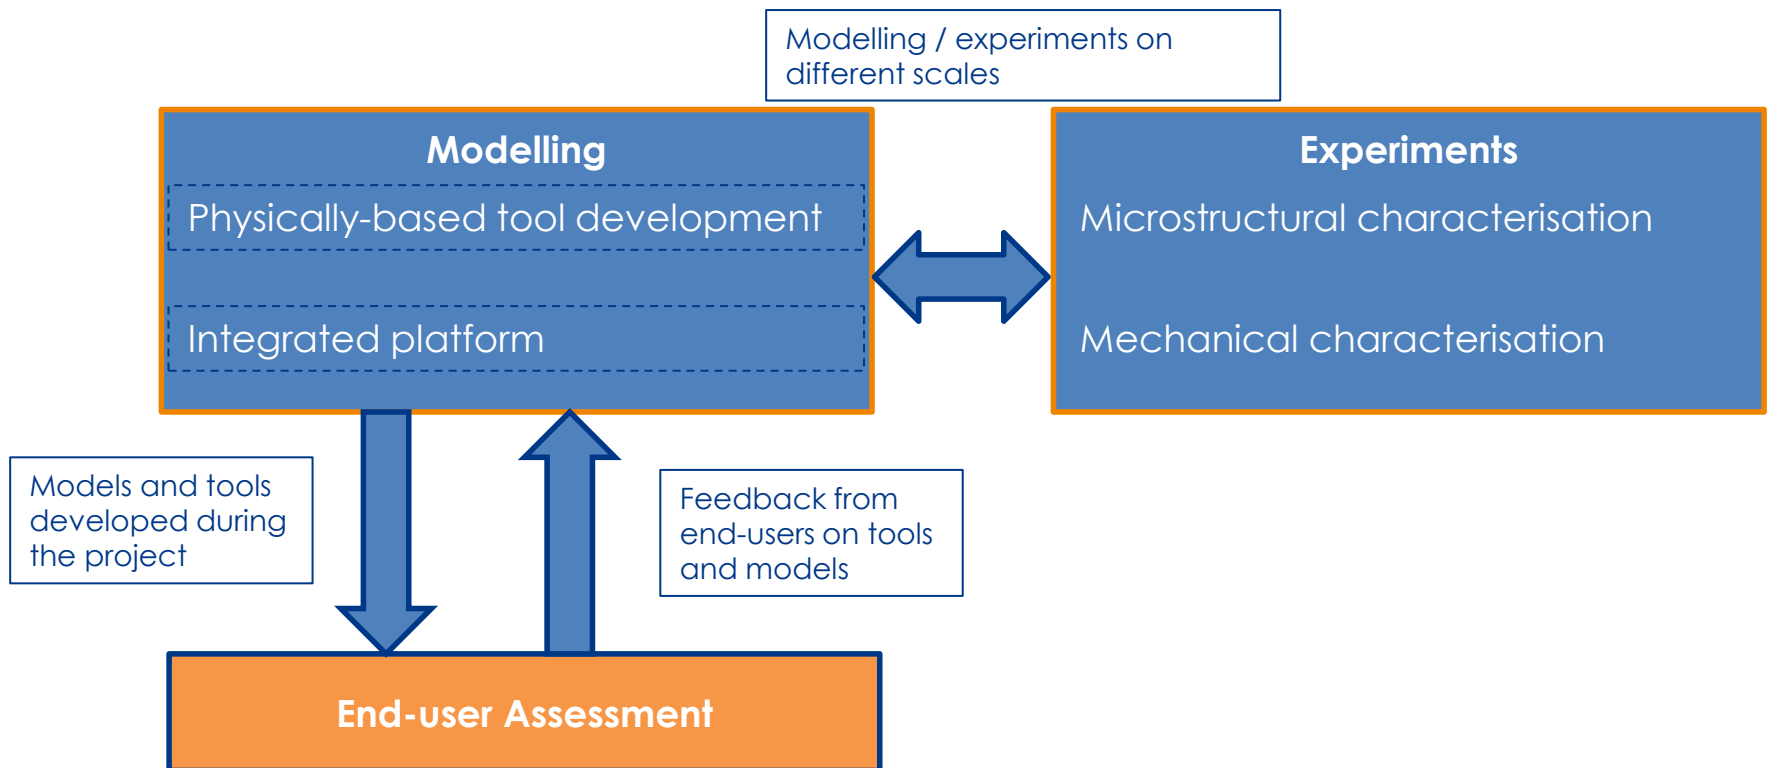 Modelling / experiments on
different scales
Modelling
Physically-based tool development
Integrated platform
Experiments
Microstructural characterisation
Mechanical characterisation
Models and tools
developed during
the project
Feedback from
end-users on tools
and models
End-user Assessment